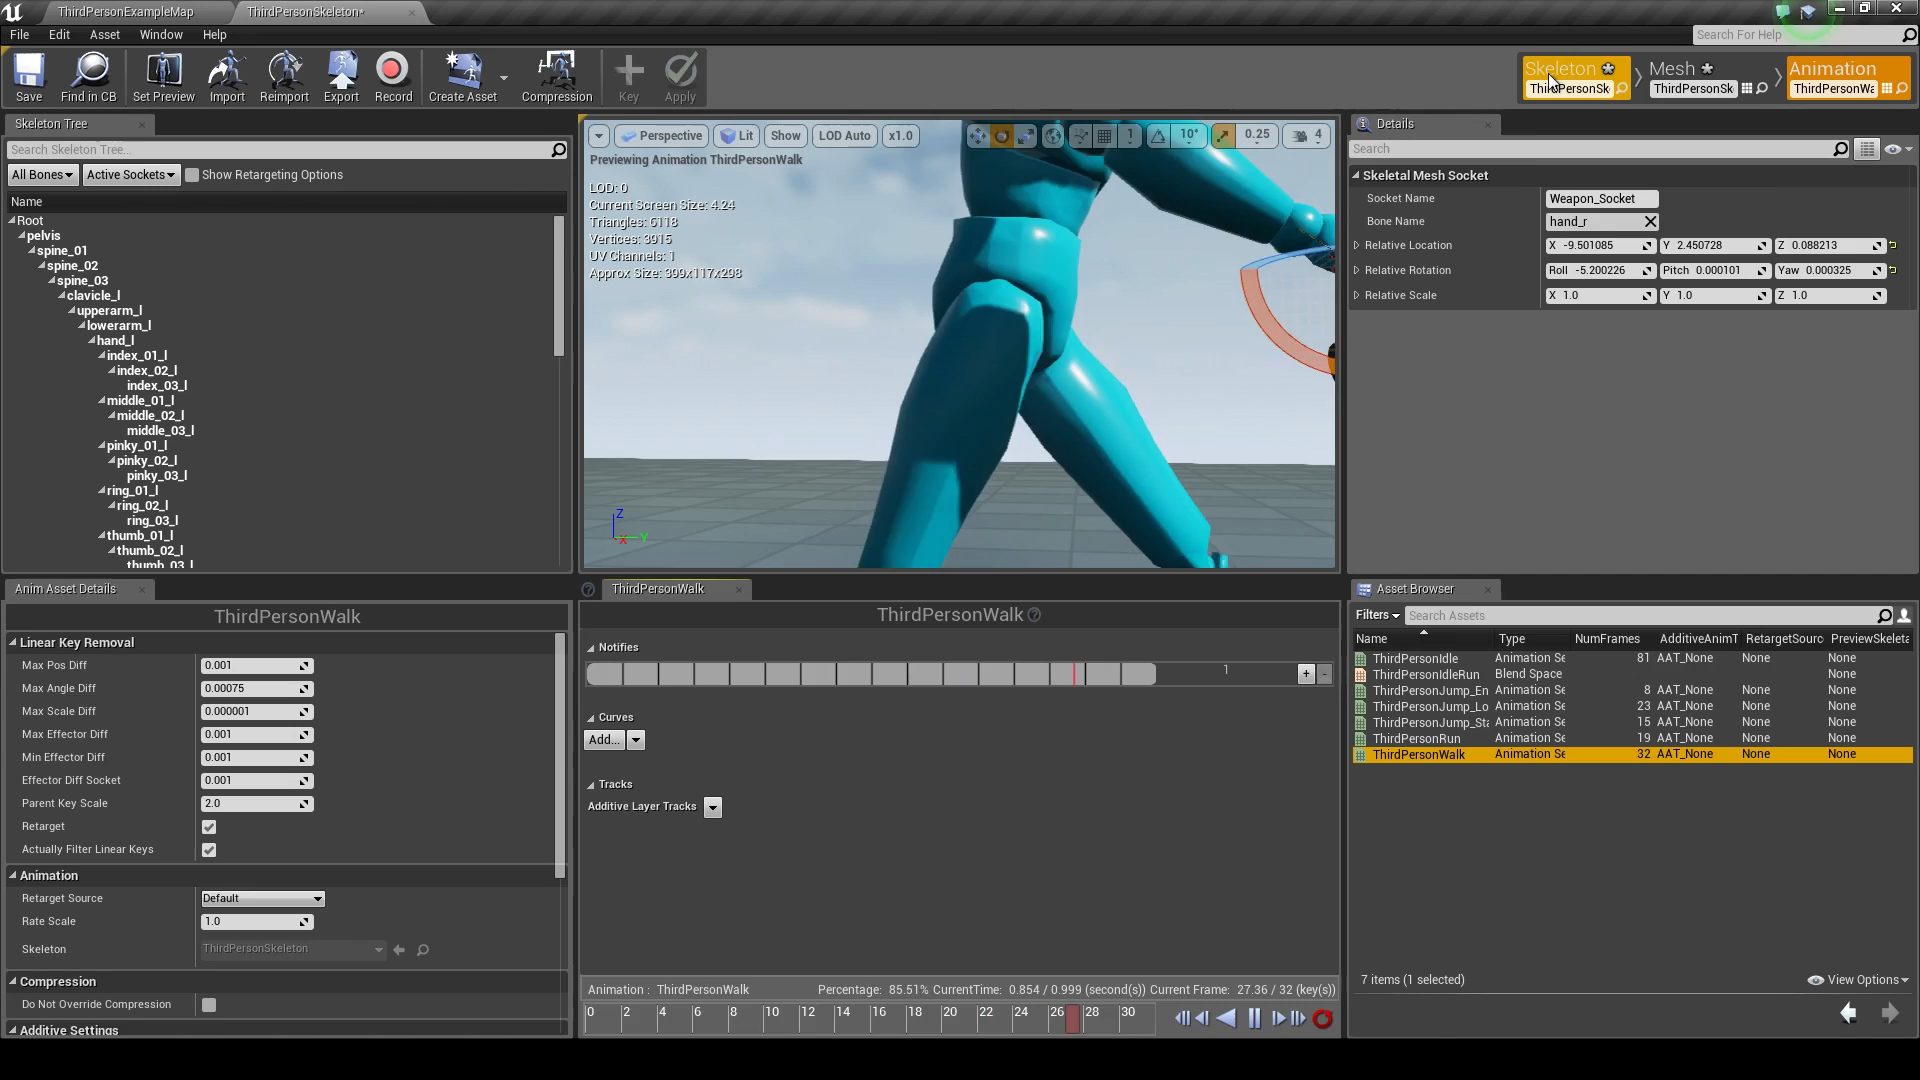 ThirdPersonExampleMap
ThirdPersonSkeleton*
File Edit Asset Window Help
Search For Help
Save
Find in CB
Set Preview
Import
Reimport
Export
Record
Create Asset
Compression
Key
Apply
Skeleton
ThirdPersonSk
Mesh
ThirdPersonSk
Animation
ThirdPersonWa
Skeleton Tree
Search Skeleton Tree...
All Bones Active Sockets Show Retargeting Options
Name
Root
pelvis
spine_01
spine_02
spine_03
clavicle_l
upperarm_l
lowerarm_l
hand_l
index_01_l
index_02_l
index_03_l
middle_01_l
middle_02_l
middle_03_l
pinky_01_l
pinky_02_l
pinky_03_l
ring_01_l
ring_02_l
ring_03_l
thumb_01_l
thumb_02_l
thumb_03_l
Perspective Lit Show LOD Auto x1.0 1 10° 0.25 4
Previewing Animation ThirdPersonWalk
LOD: 0
Current Screen Size: 4.24
Triangles: 6118
Vertices: 3915
UV Channels: 1
Approx Size: 399x117x298
Z
X Y
Details
Search
Skeletal Mesh Socket
Socket Name Weapon_Socket
Bone Name hand_r
Relative Location X -9.501085 Y 2.450728 Z 0.088213
Relative Rotation Roll -5.200226 Pitch 0.000101 Yaw 0.000325
Relative Scale X 1.0 Y 1.0 Z 1.0
Anim Asset Details
ThirdPersonWalk
Linear Key Removal
Max Pos Diff 0.001
Max Angle Diff 0.00075
Max Scale Diff 0.000001
Max Effector Diff 0.001
Min Effector Diff 0.001
Effector Diff Socket 0.001
Parent Key Scale 2.0
Retarget
Actually Filter Linear Keys
Animation
Retarget Source Default
Rate Scale 1.0
Skeleton ThirdPersonSkeleton
Compression
Do Not Override Compression
Additive Settings
ThirdPersonWalk
ThirdPersonWalk
Notifies
1 + -
Curves
Add...
Tracks
Additive Layer Tracks
Animation : ThirdPersonWalk Percentage: 85.51% CurrentTime: 0.854 / 0.999 (second(s)) Current Frame: 27.36 / 32 (key(s))
0 2 4 6 8 10 12 14 16 18 20 22 24 26 28 30
Asset Browser
Filters Search Assets
Name Type NumFrames AdditiveAnimT RetargetSourc PreviewSkeleta
ThirdPersonIdle Animation Se 81 AAT_None None None
ThirdPersonIdleRun Blend Space None
ThirdPersonJump_En Animation Se 8 AAT_None None None
ThirdPersonJump_Lo Animation Se 23 AAT_None None None
ThirdPersonJump_Sta Animation Se 15 AAT_None None None
ThirdPersonRun Animation Se 19 AAT_None None None
ThirdPersonWalk Animation Se 32 AAT_None None None
7 items (1 selected)
View Options